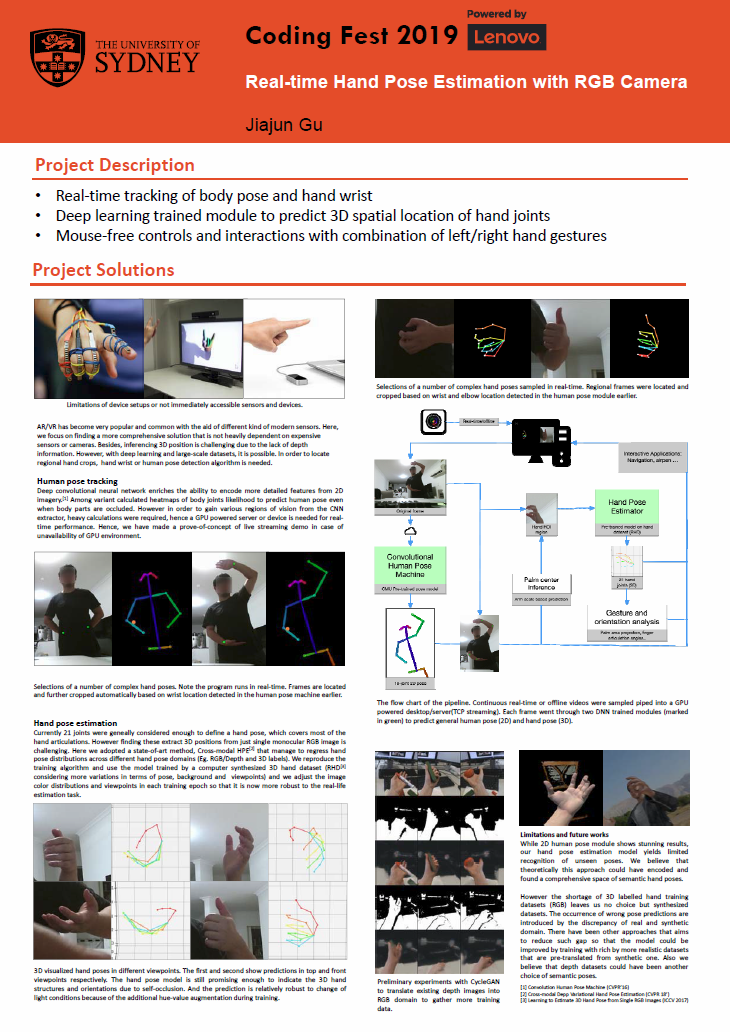 THE UNIVERSITY OF
SYDNEY
Coding Fest 2019
Powered by
Lenovo
Real-time Hand Pose Estimation with RGB Camera
Jiajun Gu
Project Description
• Real-time tracking of body pose and hand wrist
• Deep learning trained module to predict 3D spatial location of hand joints
• Mouse-free controls and interactions with combination of left/right hand gestures
Project Solutions
Limitations of device setups or not immediately accessible sensors and devices.
AR/VR has become very popular and common with the aid of different kind of modern sensors. Here,
we focus on finding a more comprehensive solution that is not heavily dependent on expensive
sensors or cameras. Besides, inferencing 3D position is challenging due to the lack of depth
information. However, with deep learning and large-scale datasets, it is possible. In order to locate
regional hand crops, hand wrist or human pose detection algorithm is needed.
Human pose tracking
Deep convolutional neural network enriches the ability to encode more detailed features from 2D
imagery.[1] Among variant calculated heatmaps of body joints likelihood to predict human pose even
when body parts are occluded. However in order to gain various regions of vision from the CNN
extractor, heavy calculations were required, hence a GPU powered server or device is needed for real-
time performance. Hence, we have made a prove-of-concept of live streaming demo in case of
unavailability of GPU environment.
Selections of a number of complex hand poses. Note the program runs in real-time. Frames are located
and further cropped automatically based on wrist location detected in the human pose machine earlier.
Hand pose estimation
Currently 21 joints were geneally considered enough to define a hand pose, which covers most of the
hand articulations. However finding these extract 3D positions from just single monocular RGB image is
challenging. Here we adopted a state-of-art method, Cross-modal HPE[2] that manage to regress hand
pose distributions across different hand pose domains (Eg. RGB/Depth and 3D labels). We reproduce the
training algorithm and use the model trained by a computer synthesized 3D hand dataset (RHD[3]
considering more variations in terms of pose, background and viewpoints) and we adjust the image
color distributions and viewpoints in each training epoch so that it is now more robust to the real-life
estimation task.
3D visualized hand poses in different viewpoints. The first and second show predictions in top and front
viewpoints respectively. The hand pose model is still promising enough to indicate the 3D hand
structures and orientations due to self-occlusion. And the prediction is relatively robust to change of
light conditions because of the additional hue-value augmentation during training.
Selections of a number of complex hand poses sampled in real-time. Regional frames were located and
cropped based on wrist and elbow location detected in the human pose module earlier.
Real-time/offline
Interactive Applications:
Navigation, airpen ...
Original frame
Hand ROI
region
Hand Pose
Estimator
Pre-trained model on hand
dataset (RHD)
Convolutional
Human Pose
Machine
CMU Pre-trained pose model
Palm center
Inference
Arm scale based prediction
21 hand
joints (3D)
Gesture and
orientation analysis
Palm area projection, finger
articulation angles...
2D pose
The flow chart of the pipeline. Continuous real-time or offline videos were sampled piped into a GPU
powered desktop/server(TCP streaming). Each frame went through two DNN trained modules (marked
in green) to predict general human pose (2D) and hand pose (3D).
Preliminary experiments with CycleGAN
to translate existing depth images into
RGB domain to gather more training
data.
Limitations and future works
While 2D human pose module shows stunning results,
our hand pose estimation model yields limited
recognition of unseen poses. We believe that
theoretically this approach could have encoded and
found a comprehensive space of semantic hand poses.
However the shortage of 3D labelled hand training
datasets (RGB) leaves us no choice but synthesized
datasets. The occurrence of wrong pose predictions are
introduced by the discrepancy of real and synthetic
domain. There have been other approaches that aims
to reduce such gap so that the model could be
improved by training with rich by more realistic datasets
that are pre-translated from synthetic one. Also we
believe that depth datasets could have been another
choice of semantic poses.
[1] Convolution Human Pose Machine (CVPR'16)
[2] Cross-modal Deep Variational Hand Pose Estimation (CVPR 18')
[3] Learning to Estimate 3D Hand Pose from Single RGB Images (ICCV 2017)